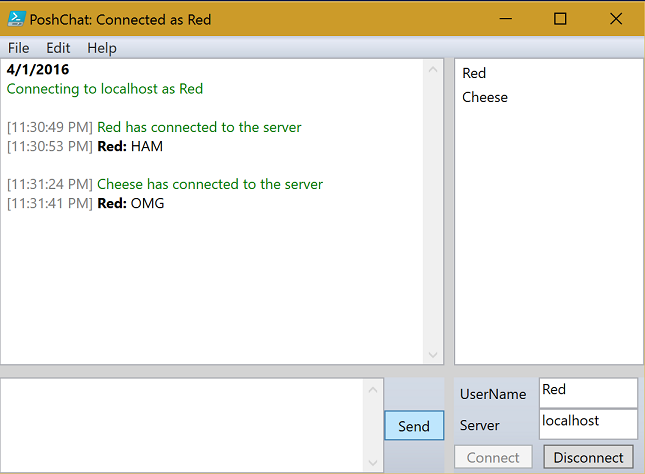 PoshChat: Connected as Red
File Edit Help
4/1/2016
Connecting to localhost as Red
[11:30:49 PM] Red has connected to the server
[11:30:53 PM] Red: HAM
[11:31:24 PM] Cheese has connected to the server
[11:31:41 PM] Red: OMG
Red
Cheese
Send
UserName Red
Server localhost
Connect Disconnect